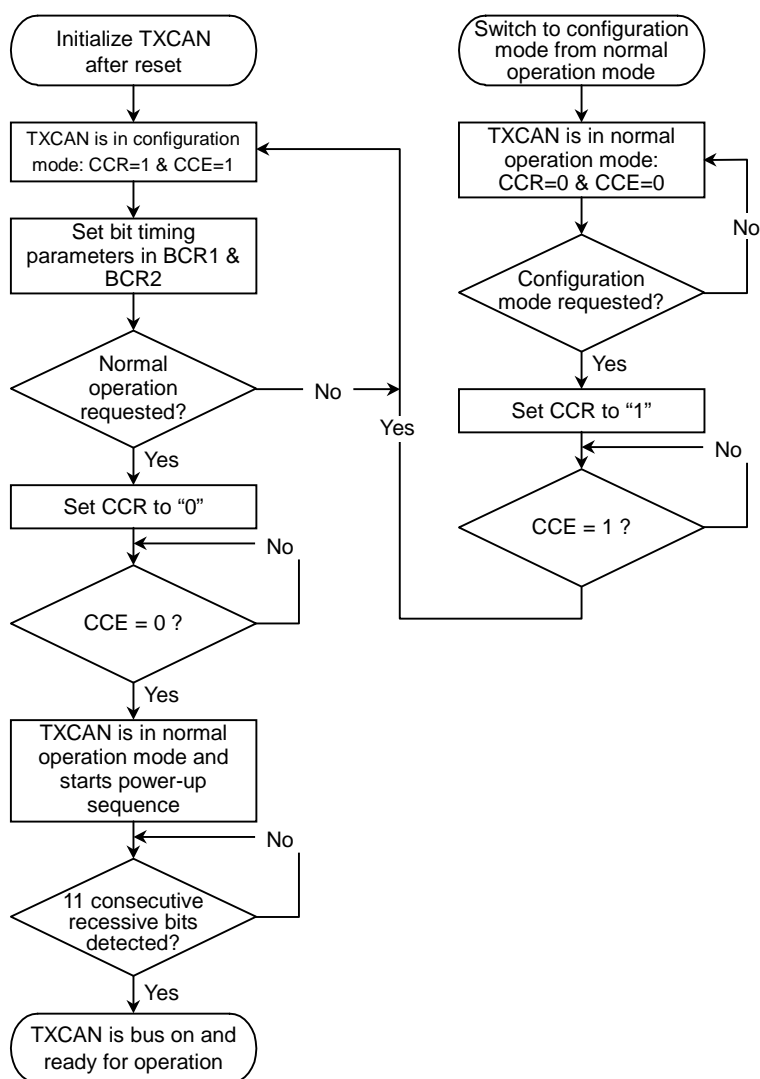 Initialize TXCAN
after reset
TXCAN is in configuration
mode: CCR=1 & CCE=1
Set bit timing
parameters in BCR1 &
BCR2
Normal
operation
requested?
No
Yes
Set CCR to “0”
No
CCE = 0 ?
Yes
TXCAN is in normal
operation mode and
starts power-up
sequence
No
11 consecutive
recessive bits
detected?
Yes
TXCAN is bus on and
ready for operation
Switch to configuration
mode from normal
operation mode
TXCAN is in normal
operation mode:
CCR=0 & CCE=0
No
Configuration
mode requested?
Yes
Set CCR to “1”
No
CCE = 1 ?
Yes